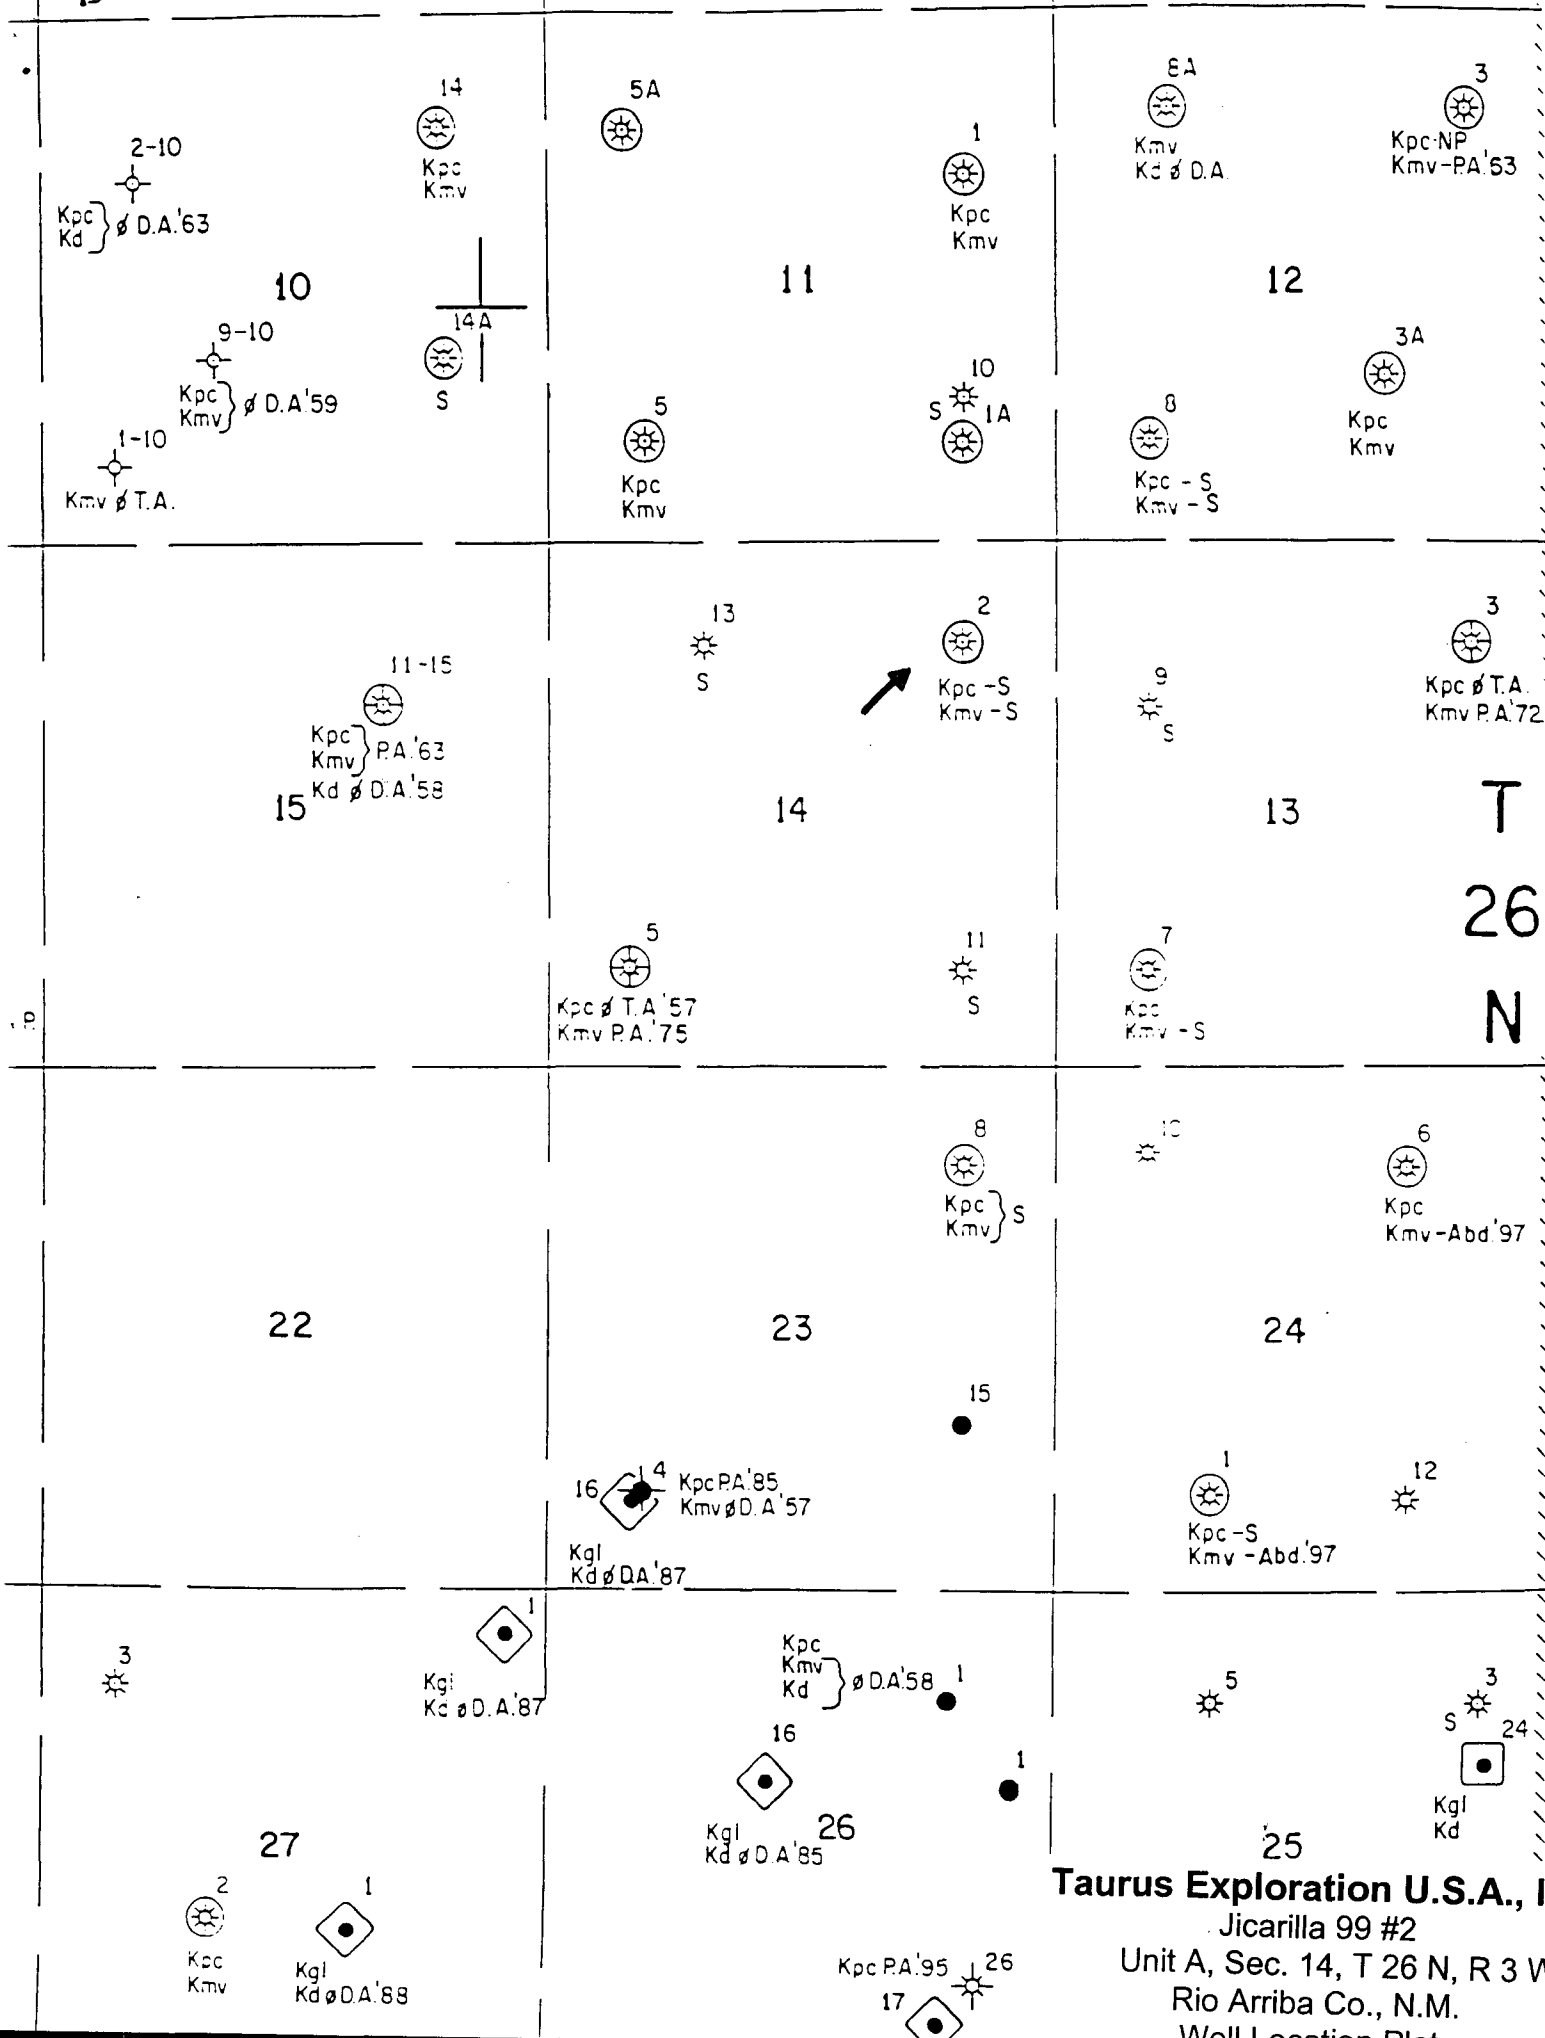 14
Kpc
Kmv
5A
1
Kpc
Kmv
8A
Kmv
Kd ø D.A.
3
Kpc-NP
Kmv-P.A.'53
2-10
Kpc
Kd
ø D.A.'63
10
11
12
9-10
Kpc
Kmv
ø D.A.'59
14A
S
1-10
Kmv ø T.A.
5
Kpc
Kmv
10
S
1A
8
Kpc - S
Kmv - S
3A
Kpc
Kmv
11-15
Kpc
Kmv
P.A.'63
Kd ø D.A.'58
15
13
S
2
Kpc -S
Kmv -S
14
9
S
3
Kpc ø T.A.
Kmv P.A.'72
13
T
26
N
5
Kpc ø T.A.'57
Kmv P.A.'75
11
S
7
Kpc
Kmv - S
8
Kpc
Kmv
S
6
Kpc
Kmv-Abd.'97
22
23
24
15
16
4
Kpc P.A.'85
Kmv ø D.A.'57
Kgl
Kd ø D.A.'87
1
Kpc -S
Kmv -Abd.'97
12
3
1
Kgl
Kd ø D.A.'87
Kpc
Kmv
Kd
ø D.A.'58
1
16
Kgl
Kd ø D.A.'85
1
26
5
3
S
24
Kgl
Kd
25
27
2
Kpc
Kmv
1
Kgl
Kd ø D.A.'88
Kpc P.A.'95
26
17
Taurus Exploration U.S.A.,
Jicarilla 99 #2
Unit A, Sec. 14, T 26 N, R 3 W
Rio Arriba Co., N.M.
Well Location Plat